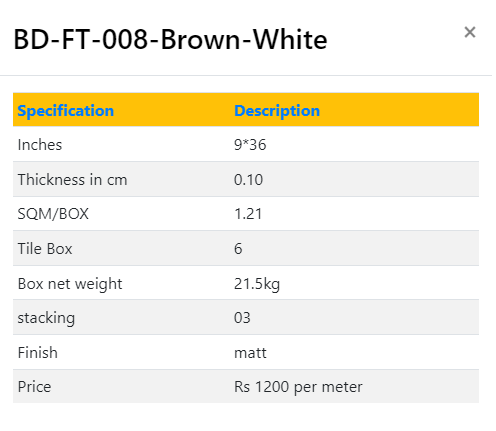 BD-FT-008-Brown-White ×
Specification Description
Inches 9*36
Thickness in cm 0.10
SQM/BOX 1.21
Tile Box 6
Box net weight 21.5kg
stacking 03
Finish matt
Price Rs 1200 per meter